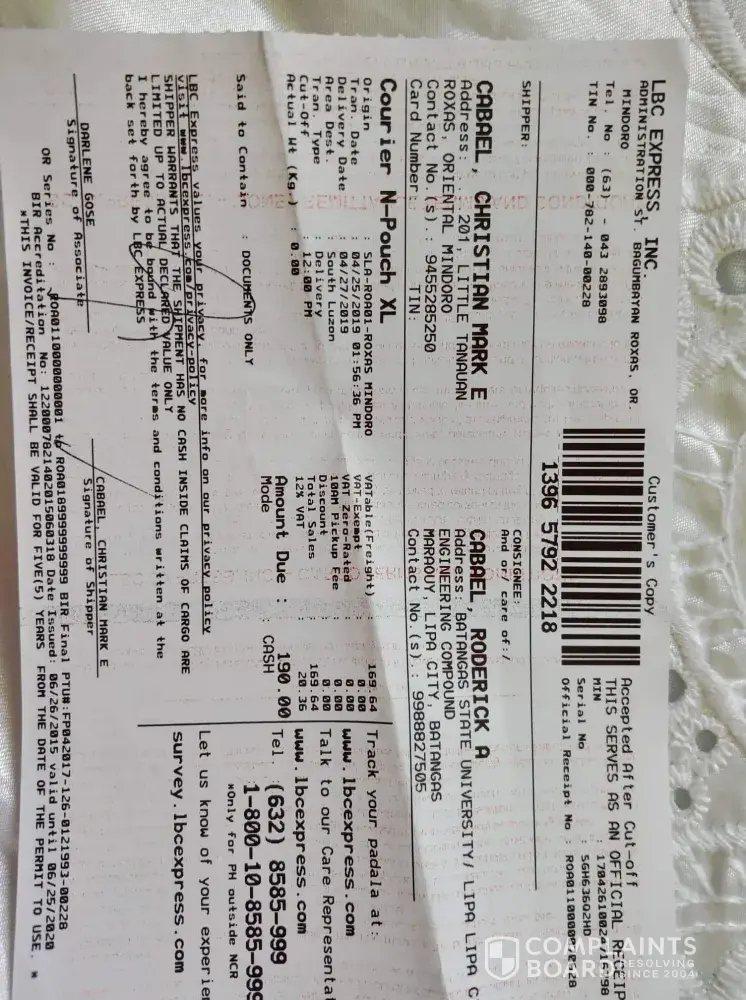 LBC EXPRESS, INC.
ADMINISTRATION ST. BAGUMBAYAN ROXAS, OR.
MINDORO
Tel. No : (63) - 043 2893098
TIN No. : 000-782-140-00228
Customer's Copy
1396 5792 2218
Accepted After Cut-off
THIS SERVES AS AN OFFICIAL RECEIP
MIN
Serial No
Official Receipt No :
SHIPPER:
CABAEL, CHRISTIAN MARK E
Address: 201, LITTLE TANAUAN,
ROXAS, ORIENTAL MINDORO
Contact No.(s).: 9455285250
Card Number: TIN:
CONSIGNEE:
And / care of:/
CABAEL, RODERICK A
Address: BATANGAS STATE UNIVERSITY/ LIPA LIPA C
ENGINEERING COMPOUND
MARAOUY, LIPA CITY, BATANGAS
Contact No.(s).: 9988827505
Courier N-Pouch XL
Origin : SLA-ROA01-ROXAS MINDORO
Tran. Date : 04/25/2019 01:56:36 PM
Delivery Date : 04/27/2019
Area Dest. : South Luzon
Tran. Type : Delivery
Cut-Off : 12:00 PM
Actual Wt (Kg.) : 0.00
Said to Contain : DOCUMENTS ONLY
VATable(Freight) : 169.64
VAT-Exempt : 0.00
VAT Zero-Rated : 0.00
10AM Pickup Fee : 0.00
Discount : 0.00
Total Sales : 169.64
12% VAT : 20.36
Amount Due : 190.00
Mode : CASH
Track your padala at:
www.lbcexpress.com
Talk to our Care Representat
www.lbcexpress.com
Tel. (632) 8585-999
1-800-10-8585-999
*Only for PH outside NCR
Let us know of your experien
survey.lbcexpress.com
LBC Express values your privacy, for more info on our privacy policy
visit www.lbcexpress.com/privacy-policy
SHIPPER WARRANTS THAT THE SHIPMENT HAS NO CASH INSIDE CLAIMS OF CARGO ARE
LIMITED UP TO ACTUAL/DECLARED VALUE ONLY
I hereby agree to be bound with the terms and conditions written at the
back set forth by LBC EXPRESS
DARLENE GOSE
Signature of Associate
CABAEL, CHRISTIAN MARK E
Signature of Shipper
OR Series No : ROA0110000000001 to ROA0189999999999 BIR Final PTU#:FP042017-126-0121993-00228
BIR Accreditation No: 1220007821402015060318 Date Issued: 06/26/2015 valid until 06/25/2020
*THIS INVOICE/RECEIPT SHALL BE VALID FOR FIVE(5) YEARS FROM THE DATE OF THE PERMIT TO USE. *
COMPLAINTS
BOARD
RESOLVING
SINCE 2004